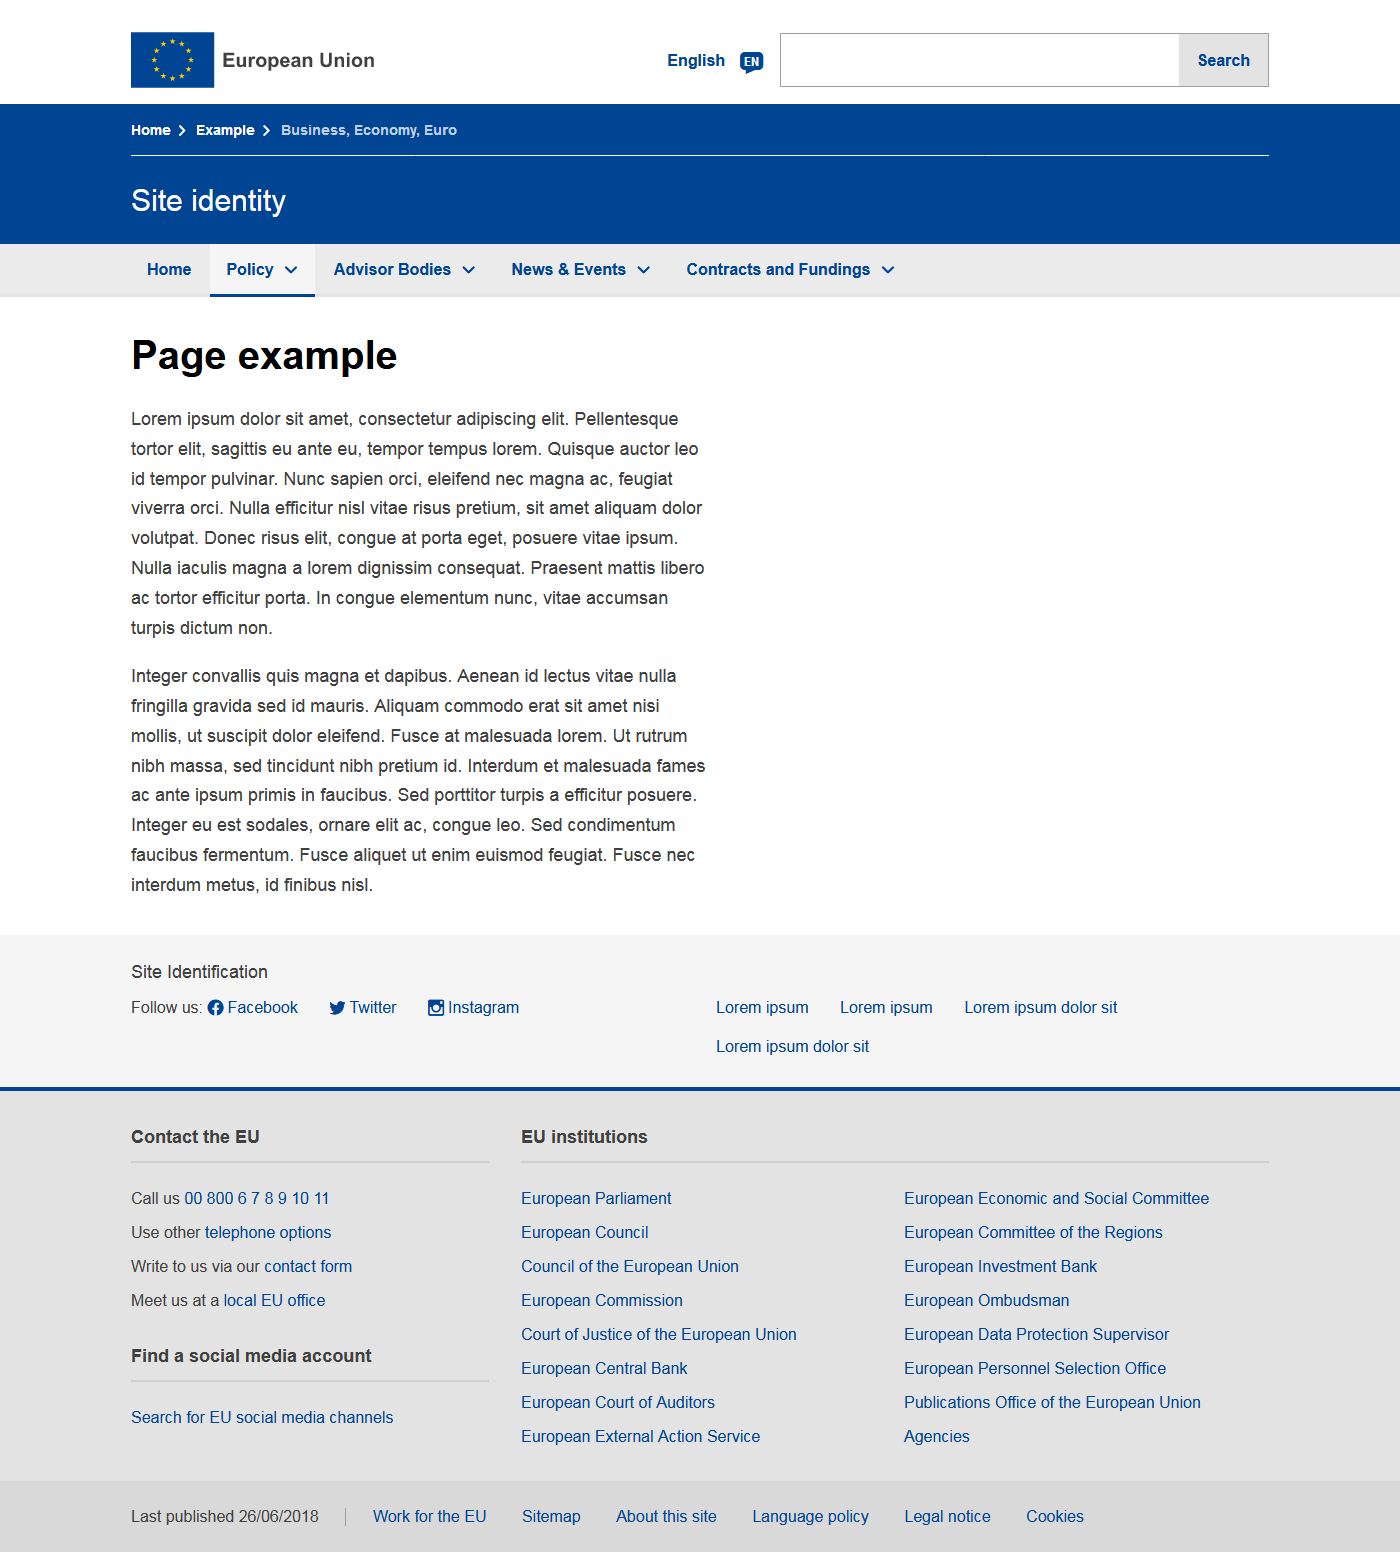 European Union
English EN Search
Home Example Business, Economy, Euro
Site identity
Home Policy Advisor Bodies News & Events Contracts and Fundings
Page example
Lorem ipsum dolor sit amet, consectetur adipiscing elit. Pellentesque
tortor elit, sagittis eu ante eu, tempor tempus lorem. Quisque auctor leo
id tempor pulvinar. Nunc sapien orci, eleifend nec magna ac, feugiat
viverra orci. Nulla efficitur nisl vitae risus pretium, sit amet aliquam dolor
volutpat. Donec risus elit, congue at porta eget, posuere vitae ipsum.
Nulla iaculis magna a lorem dignissim consequat. Praesent mattis libero
ac tortor efficitur porta. In congue elementum nunc, vitae accumsan
turpis dictum non.
Integer convallis quis magna et dapibus. Aenean id lectus vitae nulla
fringilla gravida sed id mauris. Aliquam commodo erat sit amet nisi
mollis, ut suscipit dolor eleifend. Fusce at malesuada lorem. Ut rutrum
nibh massa, sed tincidunt nibh pretium id. Interdum et malesuada fames
ac ante ipsum primis in faucibus. Sed porttitor turpis a efficitur posuere.
Integer eu est sodales, ornare elit ac, congue leo. Sed condimentum
faucibus fermentum. Fusce aliquet ut enim euismod feugiat. Fusce nec
interdum metus, id finibus nisl.
Site Identification
Follow us: Facebook Twitter Instagram
Lorem ipsum Lorem ipsum Lorem ipsum dolor sit
Lorem ipsum dolor sit
Contact the EU
Call us 00 800 6 7 8 9 10 11
Use other telephone options
Write to us via our contact form
Meet us at a local EU office
Find a social media account
Search for EU social media channels
EU institutions
European Parliament
European Council
Council of the European Union
European Commission
Court of Justice of the European Union
European Central Bank
European Court of Auditors
European External Action Service
European Economic and Social Committee
European Committee of the Regions
European Investment Bank
European Ombudsman
European Data Protection Supervisor
European Personnel Selection Office
Publications Office of the European Union
Agencies
Last published 26/06/2018 Work for the EU Sitemap About this site Language policy Legal notice Cookies